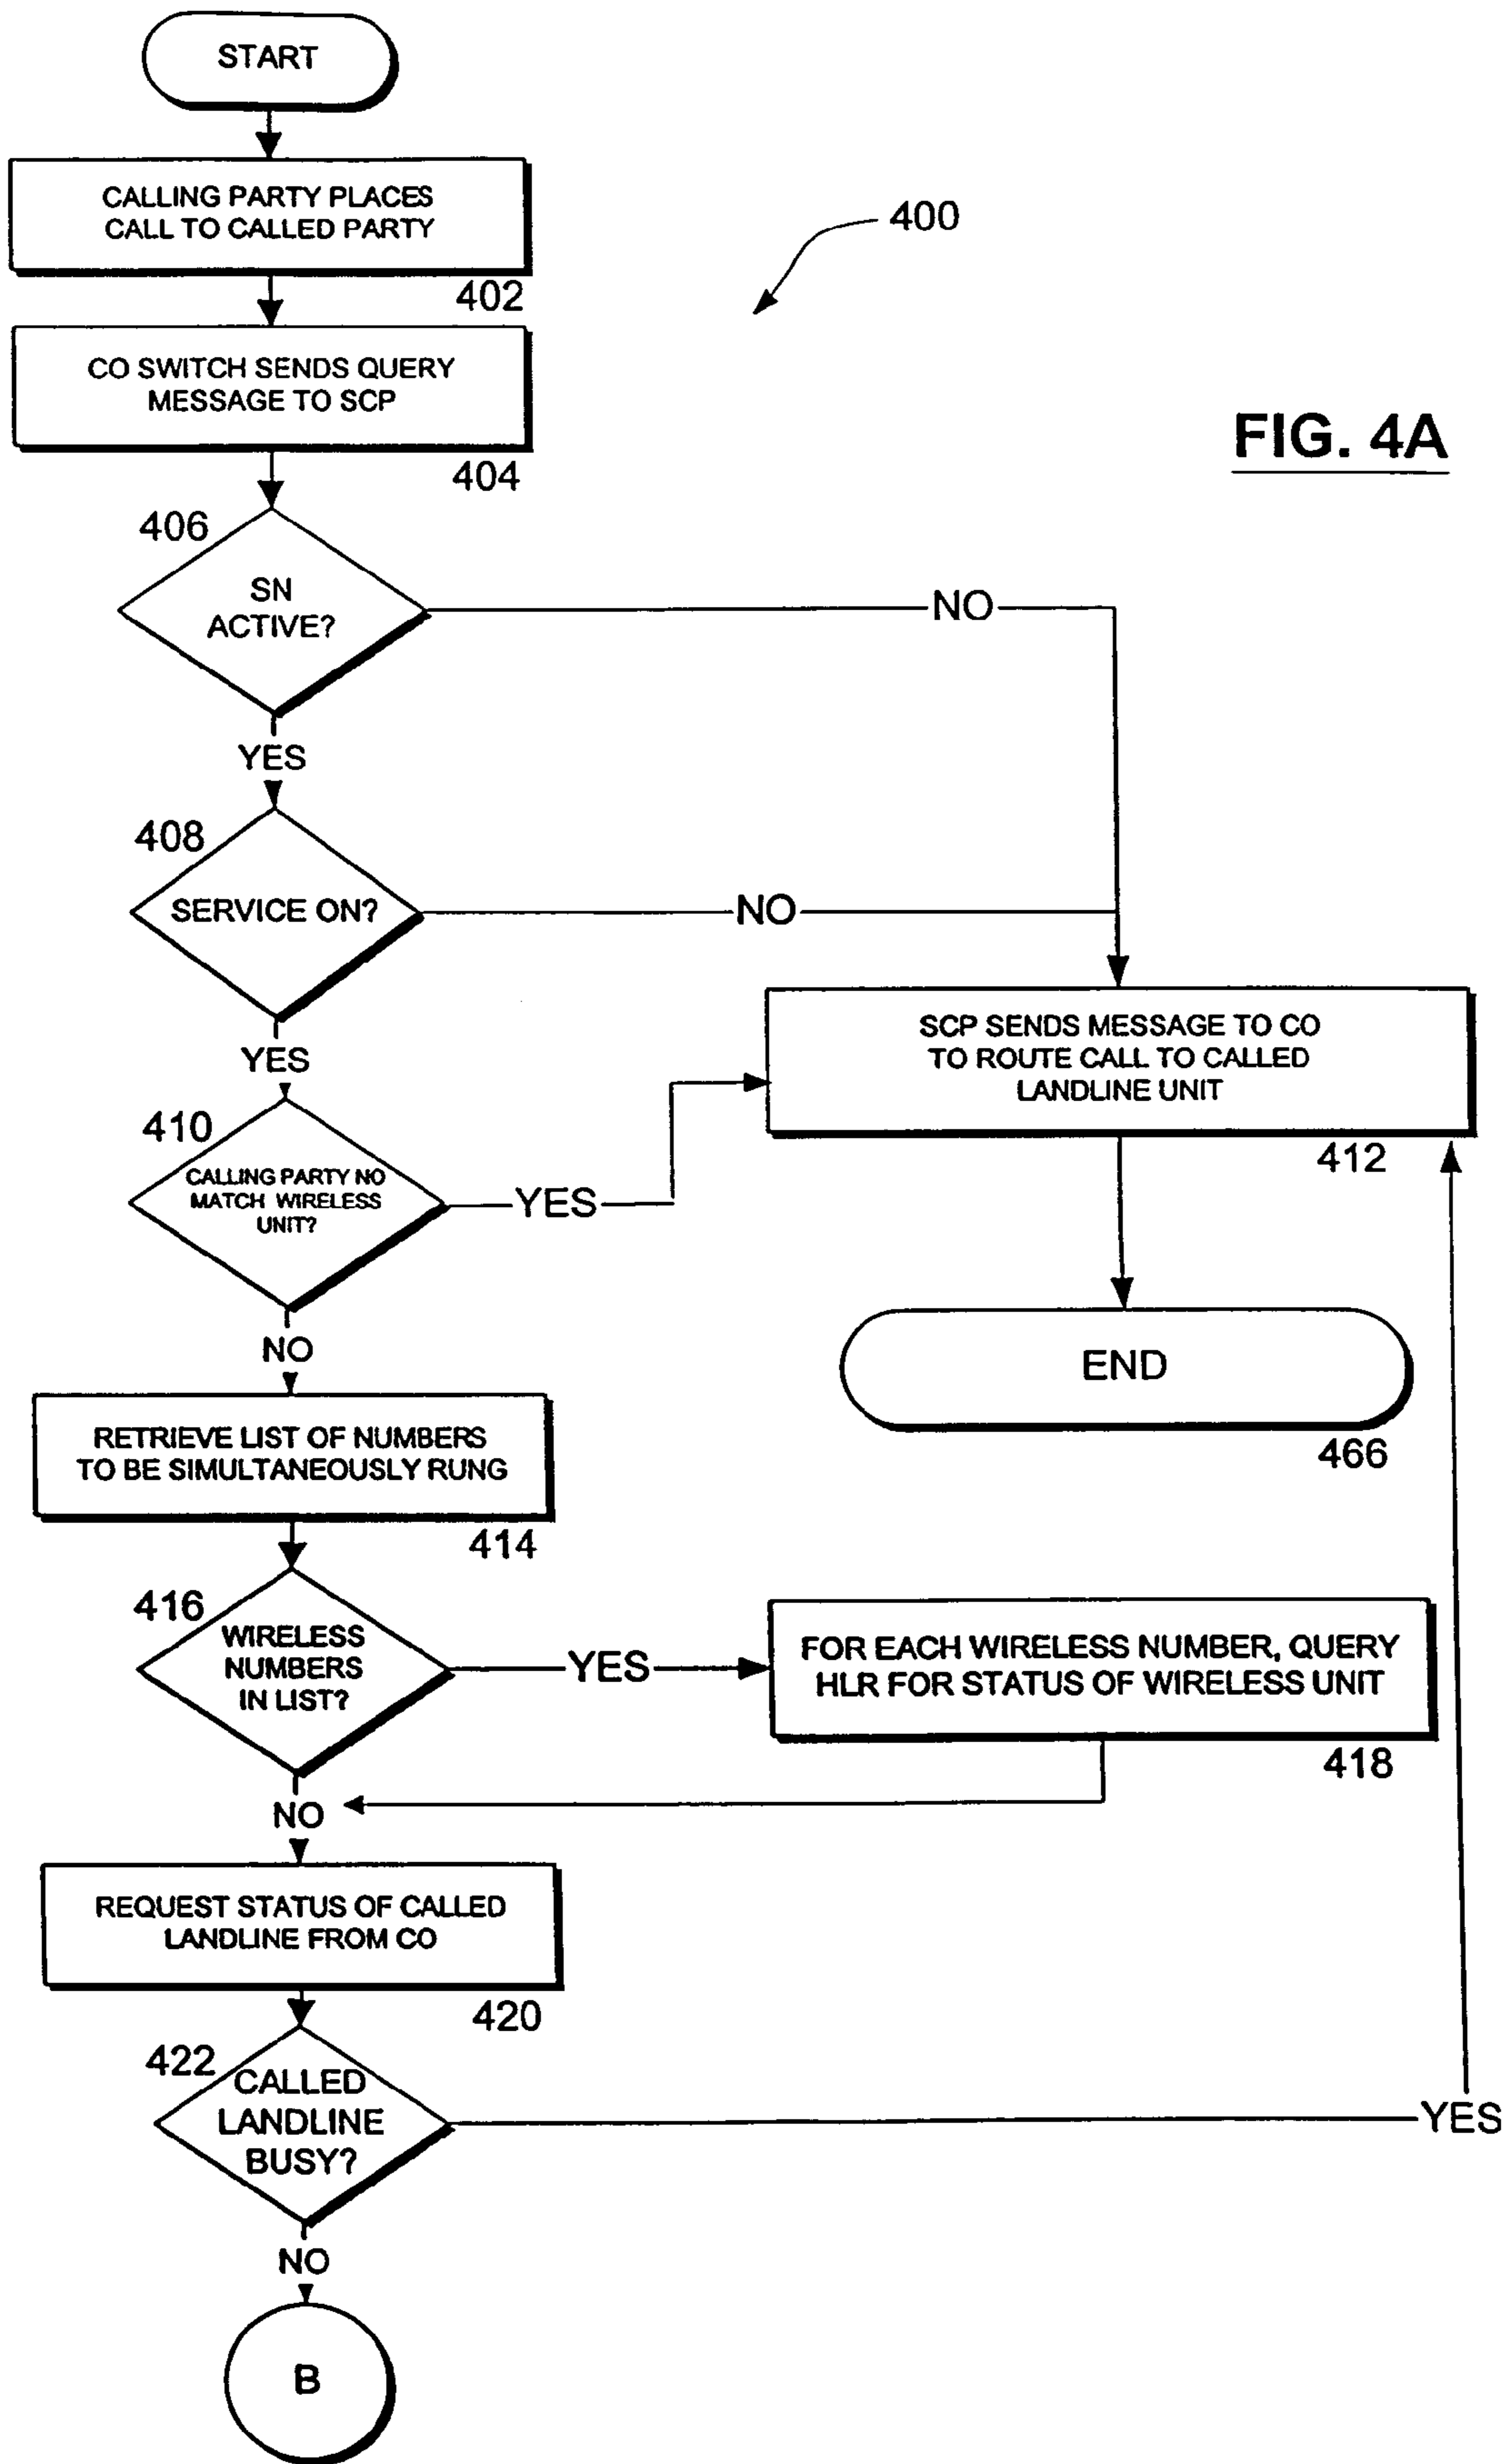 START
CALLING PARTY PLACES
CALL TO CALLED PARTY
402
400
CO SWITCH SENDS QUERY
MESSAGE TO SCP
404
FIG. 4A
406
SN
ACTIVE?
NO
YES
408
SERVICE ON?
NO
YES
SCP SENDS MESSAGE TO CO
TO ROUTE CALL TO CALLED
LANDLINE UNIT
412
410
CALLING PARTY NO
MATCH WIRELESS
UNIT?
YES
NO
END
466
RETRIEVE LIST OF NUMBERS
TO BE SIMULTANEOUSLY RUNG
414
416
WIRELESS
NUMBERS
IN LIST?
YES
FOR EACH WIRELESS NUMBER, QUERY
HLR FOR STATUS OF WIRELESS UNIT
418
NO
REQUEST STATUS OF CALLED
LANDLINE FROM CO
420
422
CALLED
LANDLINE
BUSY?
YES
NO
B